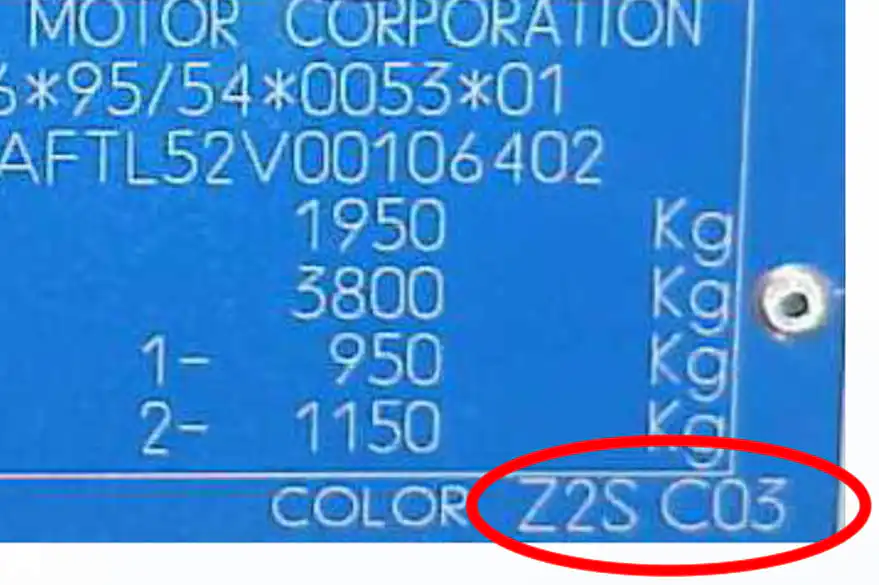 MOTOR CORPORATION
6*95/54*0053*01
AFTL52V00106402
1950 Kg
3800 Kg
1- 950 Kg
2- 1150 Kg
COLOR Z2S C03